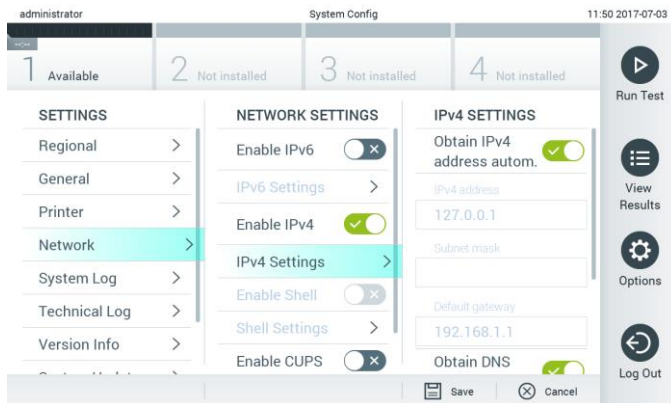 administrator
System Config
11:50 2017-07-03
1 Available
2 Not installed
3 Not installed
4 Not installed
Run Test
View
Results
Options
Log Out
SETTINGS
Regional
General
Printer
Network
System Log
Technical Log
Version Info
NETWORK SETTINGS
Enable IPv6
IPv6 Settings
Enable IPv4
IPv4 Settings
Enable Shell
Shell Settings
Enable CUPS
IPv4 SETTINGS
Obtain IPv4
address autom.
IPv4 address
127.0.0.1
Subnet mask
Default gateway
192.168.1.1
Obtain DNS
Save
Cancel